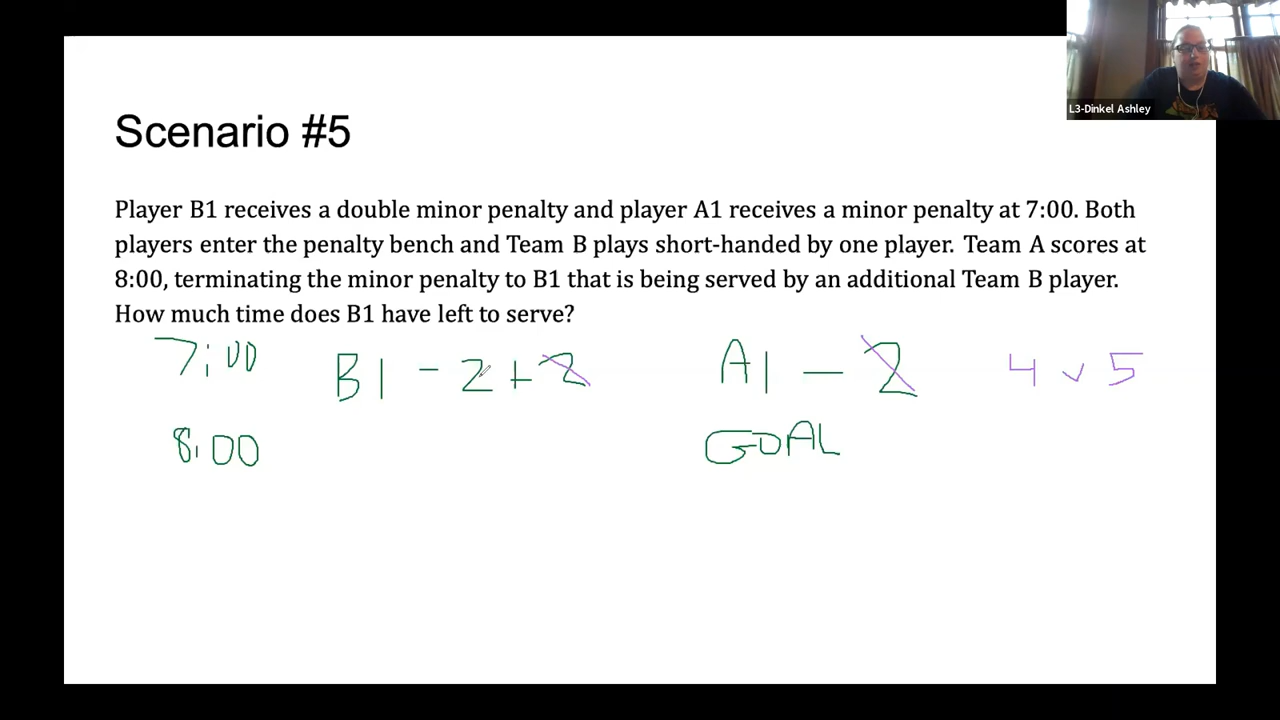 L3-Dinkel Ashley
Scenario #5
Player B1 receives a double minor penalty and player A1 receives a minor penalty at 7:00. Both
players enter the penalty bench and Team B plays short-handed by one player. Team A scores at
8:00, terminating the minor penalty to B1 that is being served by an additional Team B player.
How much time does B1 have left to serve?
7:00 B1 - 2 + 2 A1 - 2 4 v 5
8:00 GOAL